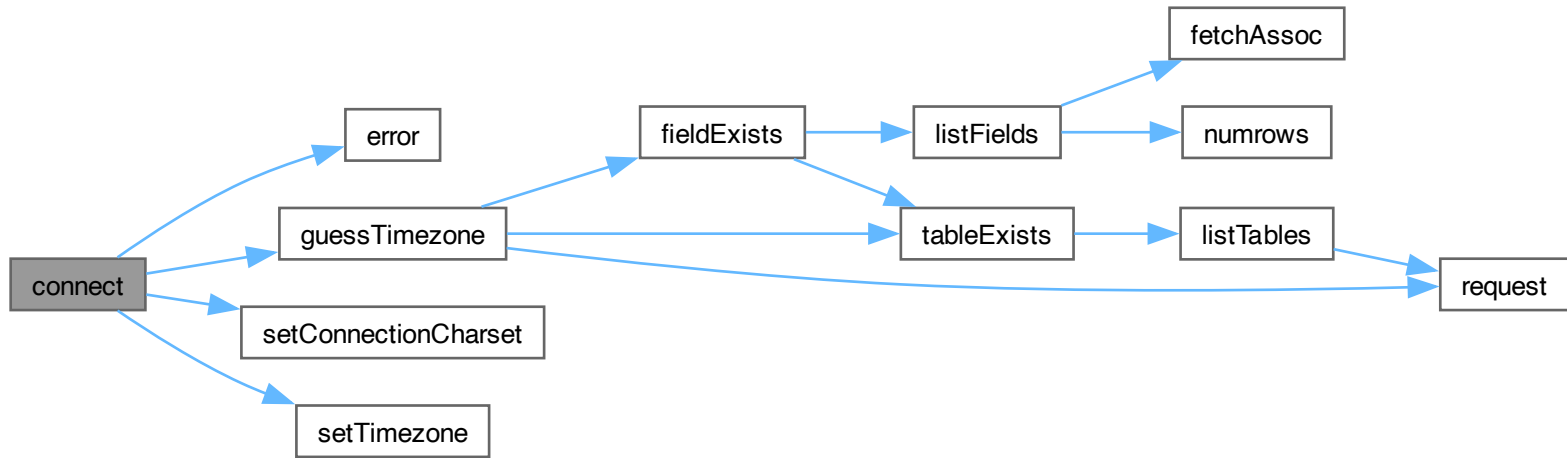 fetchAssoc
error
fieldExists
listFields
numrows
guessTimezone
tableExists
listTables
connect
request
setConnectionCharset
setTimezone